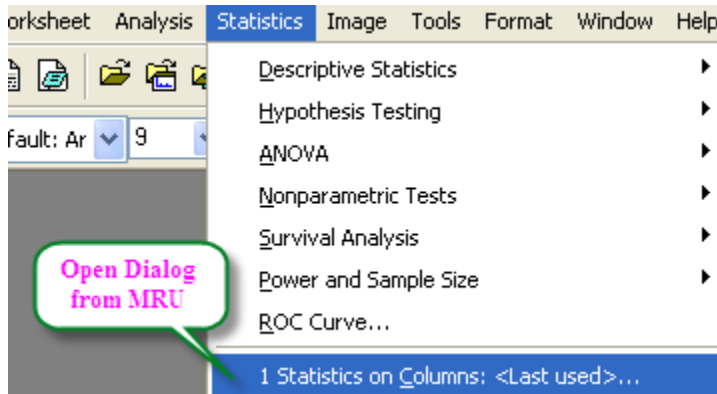 orksheet Analysis Statistics Image Tools Format Window Help
fault: Ar 9
Descriptive Statistics
Hypothesis Testing
ANOVA
Nonparametric Tests
Survival Analysis
Power and Sample Size
ROC Curve...
Open Dialog
from MRU
1 Statistics on Columns: <Last used>...